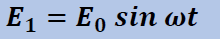 E₁ = E₀ sin ωt